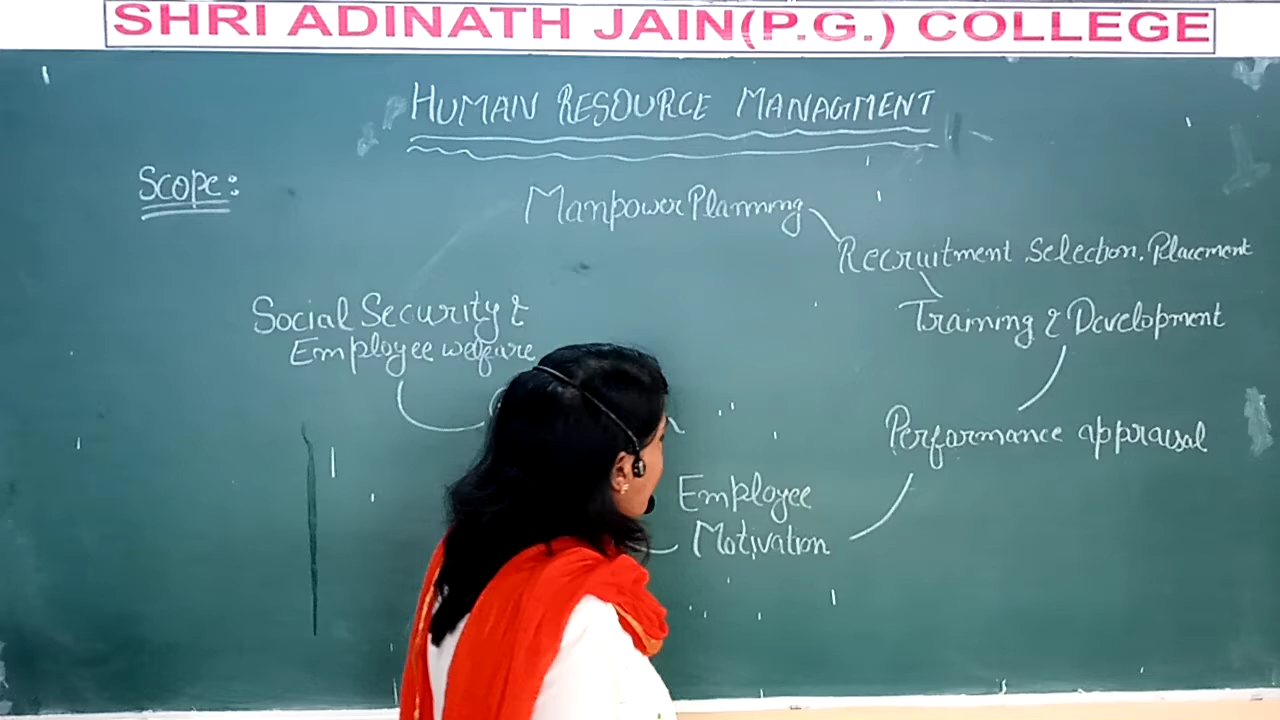 SHRI ADINATH JAIN(P.G.) COLLEGE
HUMAN RESOURCE MANAGMENT
Scope:
Manpower Planning
Recruitment, Selection, Placement
Training & Development
Performance appraisal
Employee
Motivation
Social Security &
Employee welfare